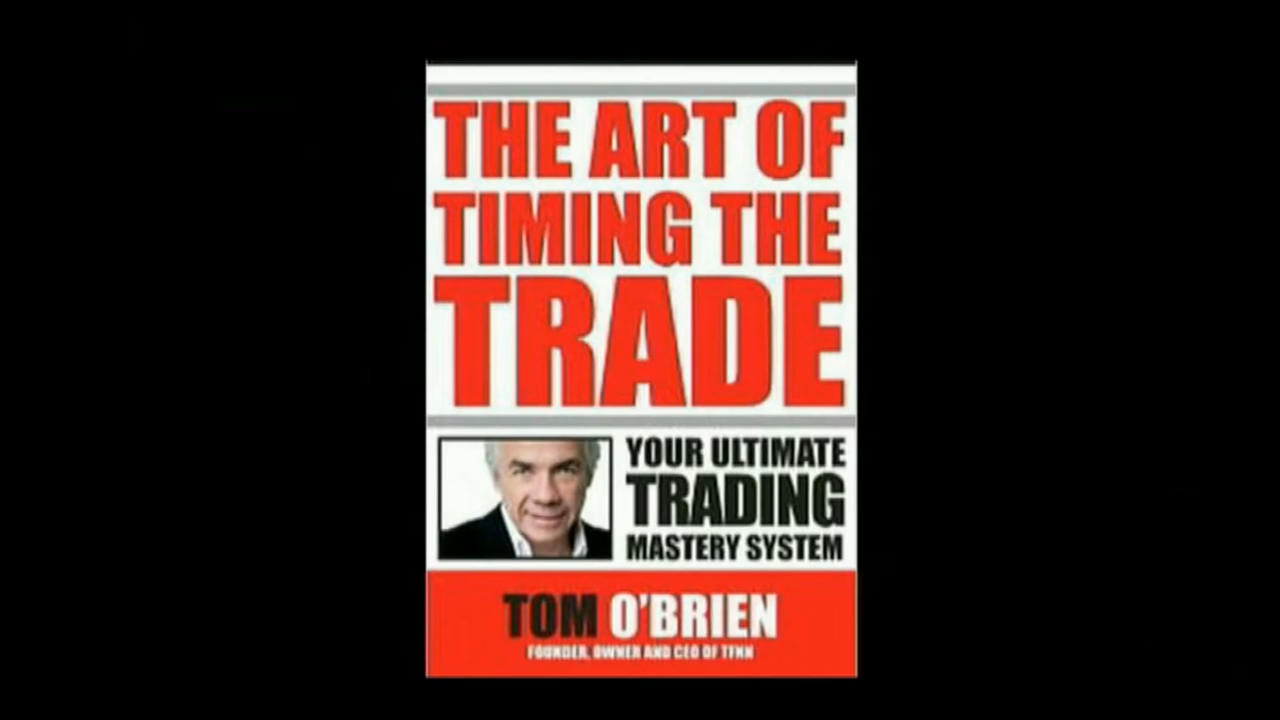 THE ART OF
TIMING THE
TRADE
YOUR ULTIMATE
TRADING
MASTERY SYSTEM
TOM O'BRIEN
FOUNDER, OWNER AND CEO OF TFNN